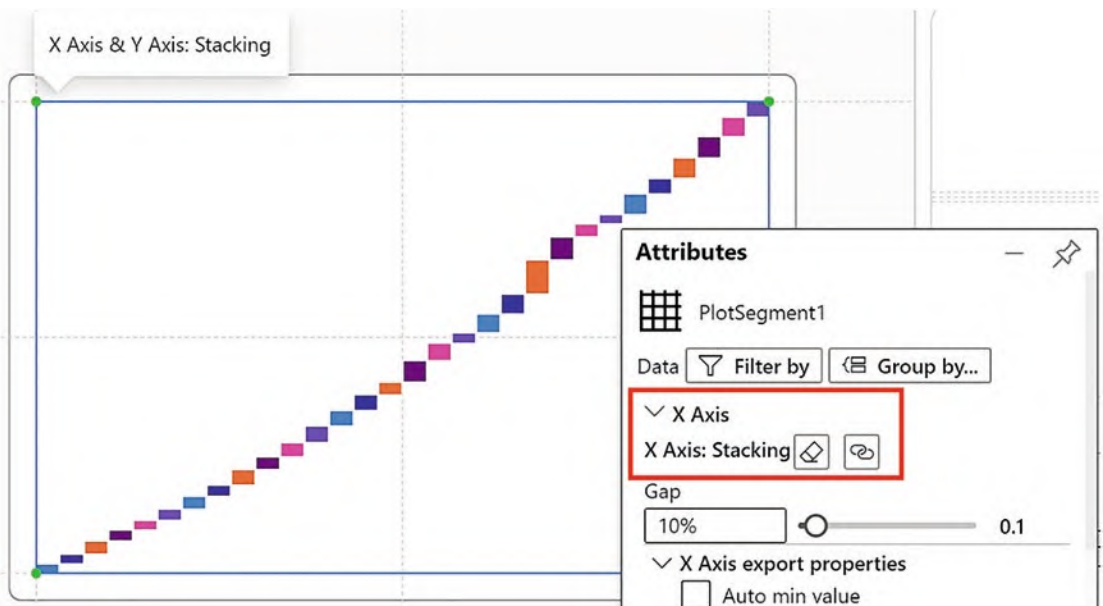 X Axis & Y Axis: Stacking
Attributes
PlotSegment1
Data Filter by Group by...
X Axis
X Axis: Stacking
Gap
10% 0.1
X Axis export properties
Auto min value